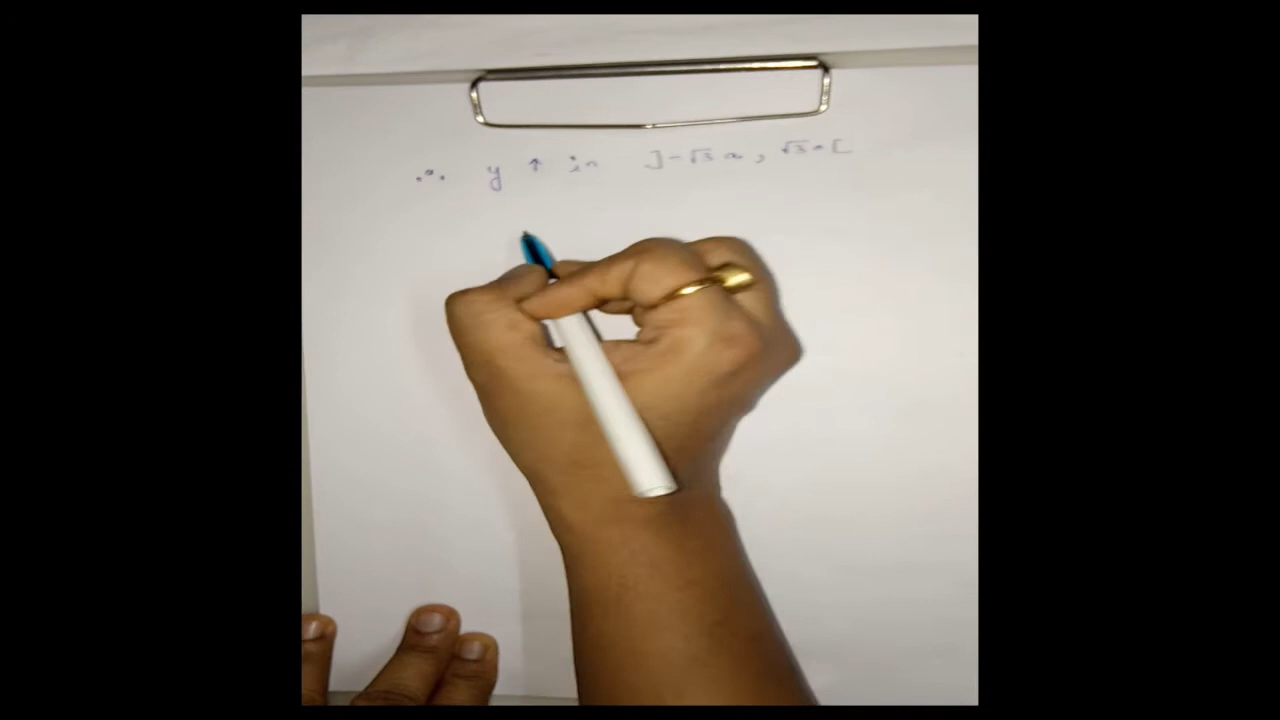 ∴ y ↑ in ]-√3 a, √3 a[